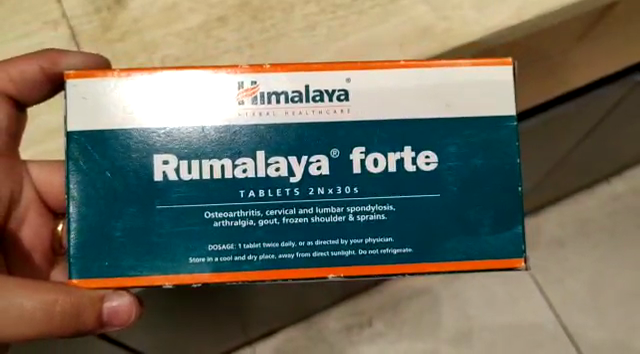 Himalaya®
HERBAL HEALTHCARE
Rumalaya® forte
TABLETS 2Nx30s
Osteoarthritis, cervical and lumbar spondylosis,
arthralgia, gout, frozen shoulder & sprains.
DOSAGE: 1 tablet twice daily, or as directed by your physician.
Store in a cool and dry place, away from direct sunlight. Do not refrigerate.